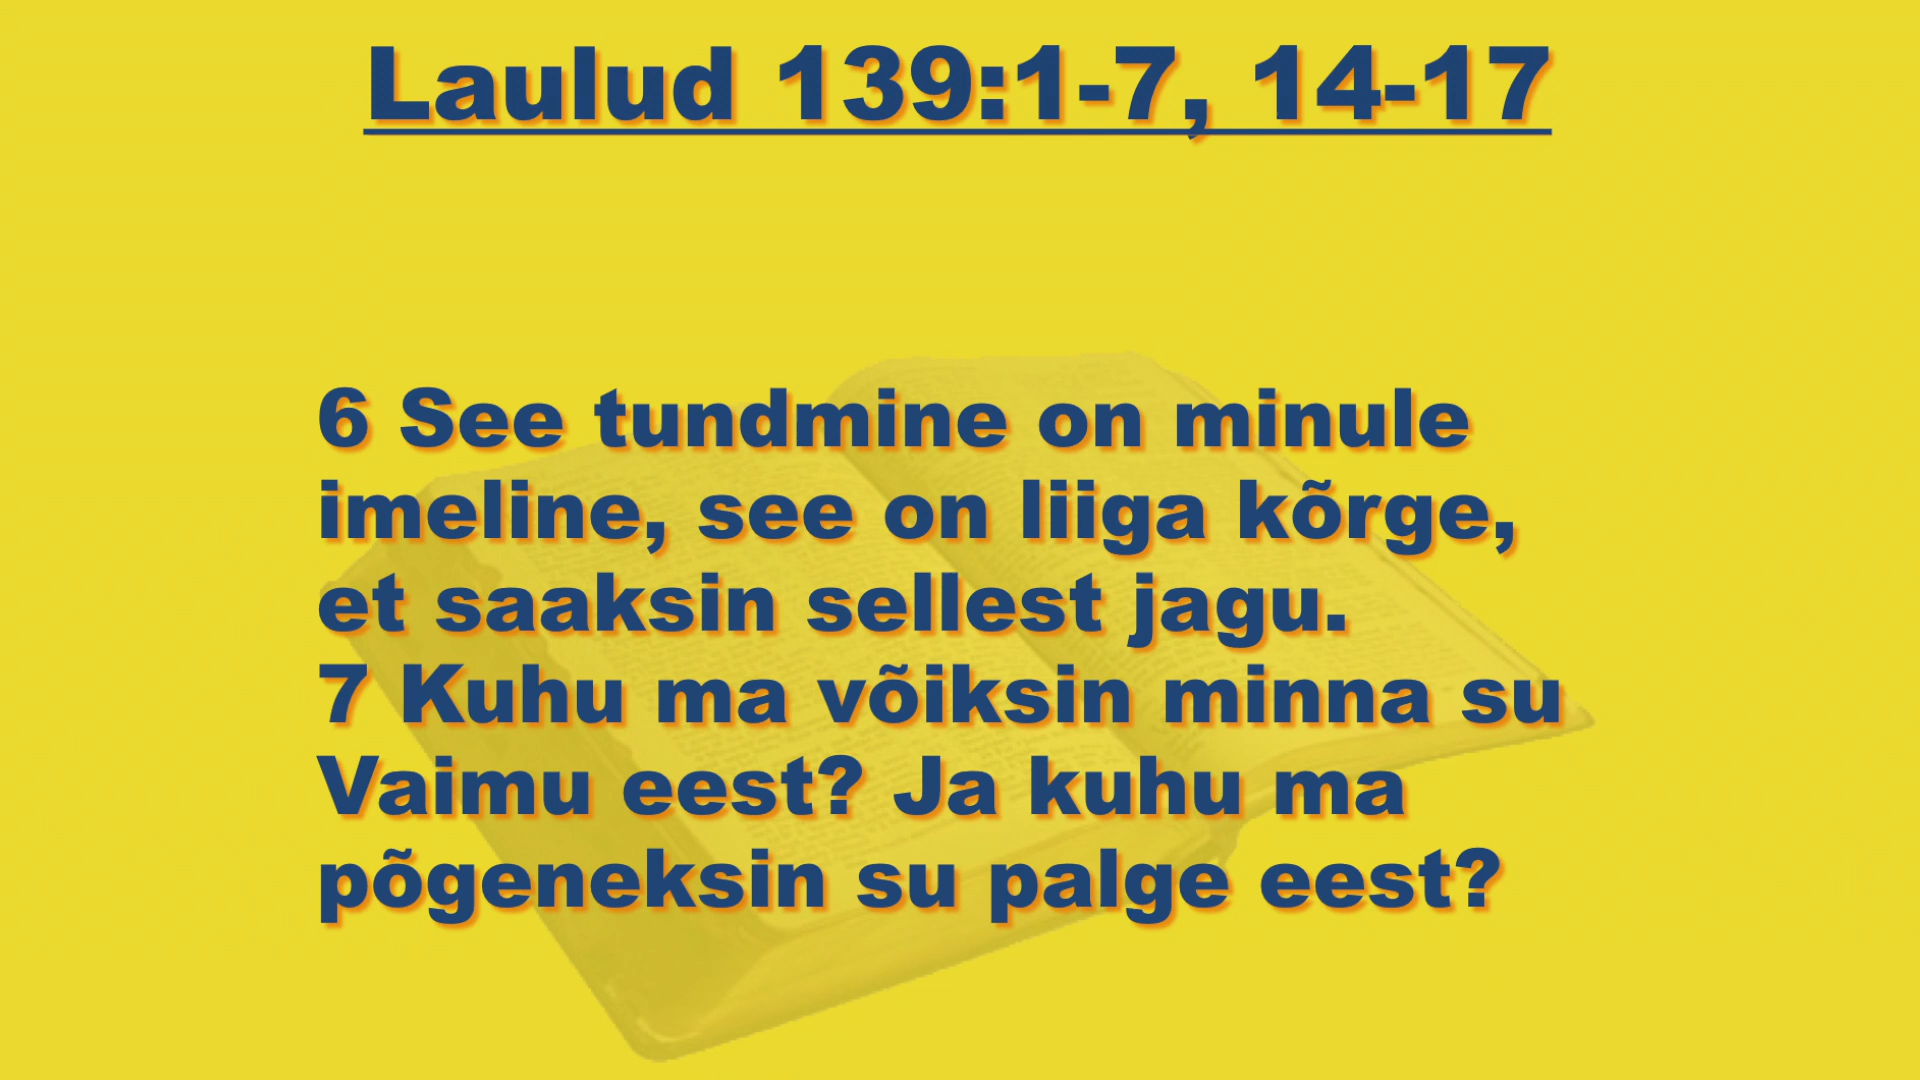 Laulud 139:1-7, 14-17
6 See tundmine on minule
imeline, see on liiga kõrge,
et saaksin sellest jagu.
7 Kuhu ma võiksin minna su
Vaimu eest? Ja kuhu ma
põgeneksin su palge eest?